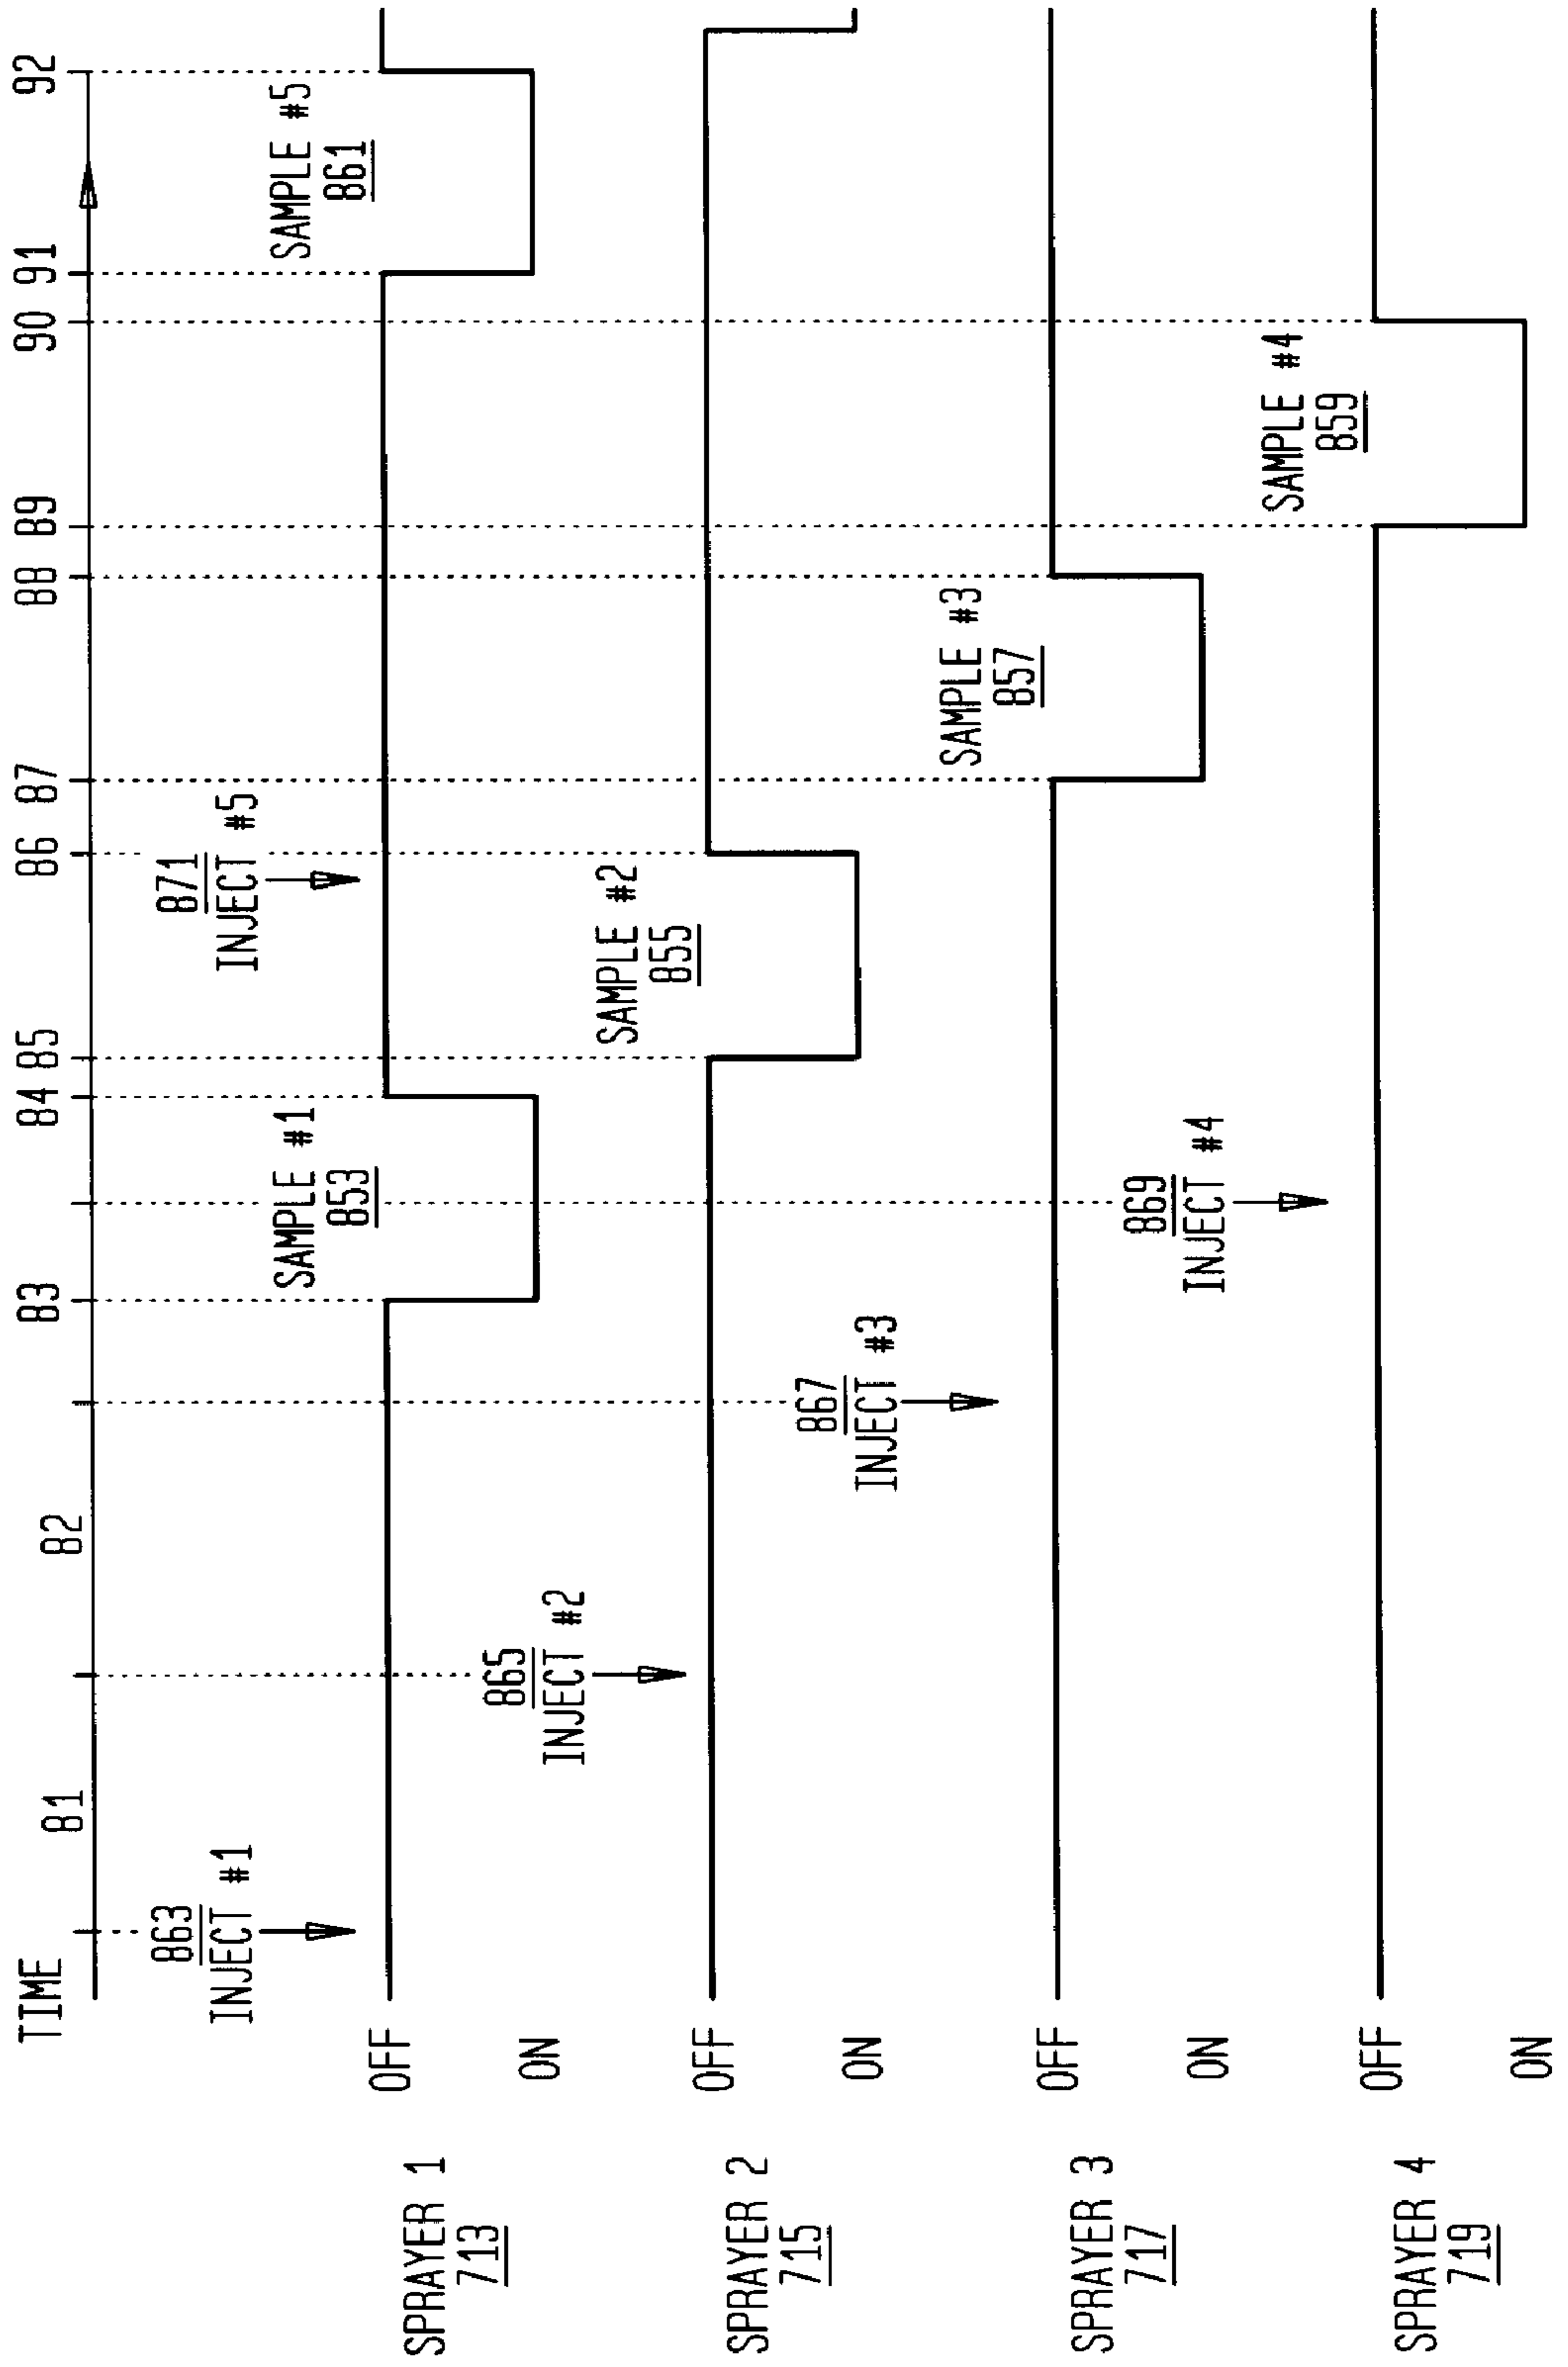 TIME
81
82
83
84
85
86
87
88
89
90
91
92
863
INJECT #1
871
INJECT #5
SAMPLE #1
853
SAMPLE #5
861
OFF
ON
SPRAYER 1
713
865
INJECT #2
SAMPLE #2
855
OFF
ON
SPRAYER 2
715
867
INJECT #3
SAMPLE #3
857
OFF
ON
SPRAYER 3
717
869
INJECT #4
SAMPLE #4
859
OFF
ON
SPRAYER 4
719